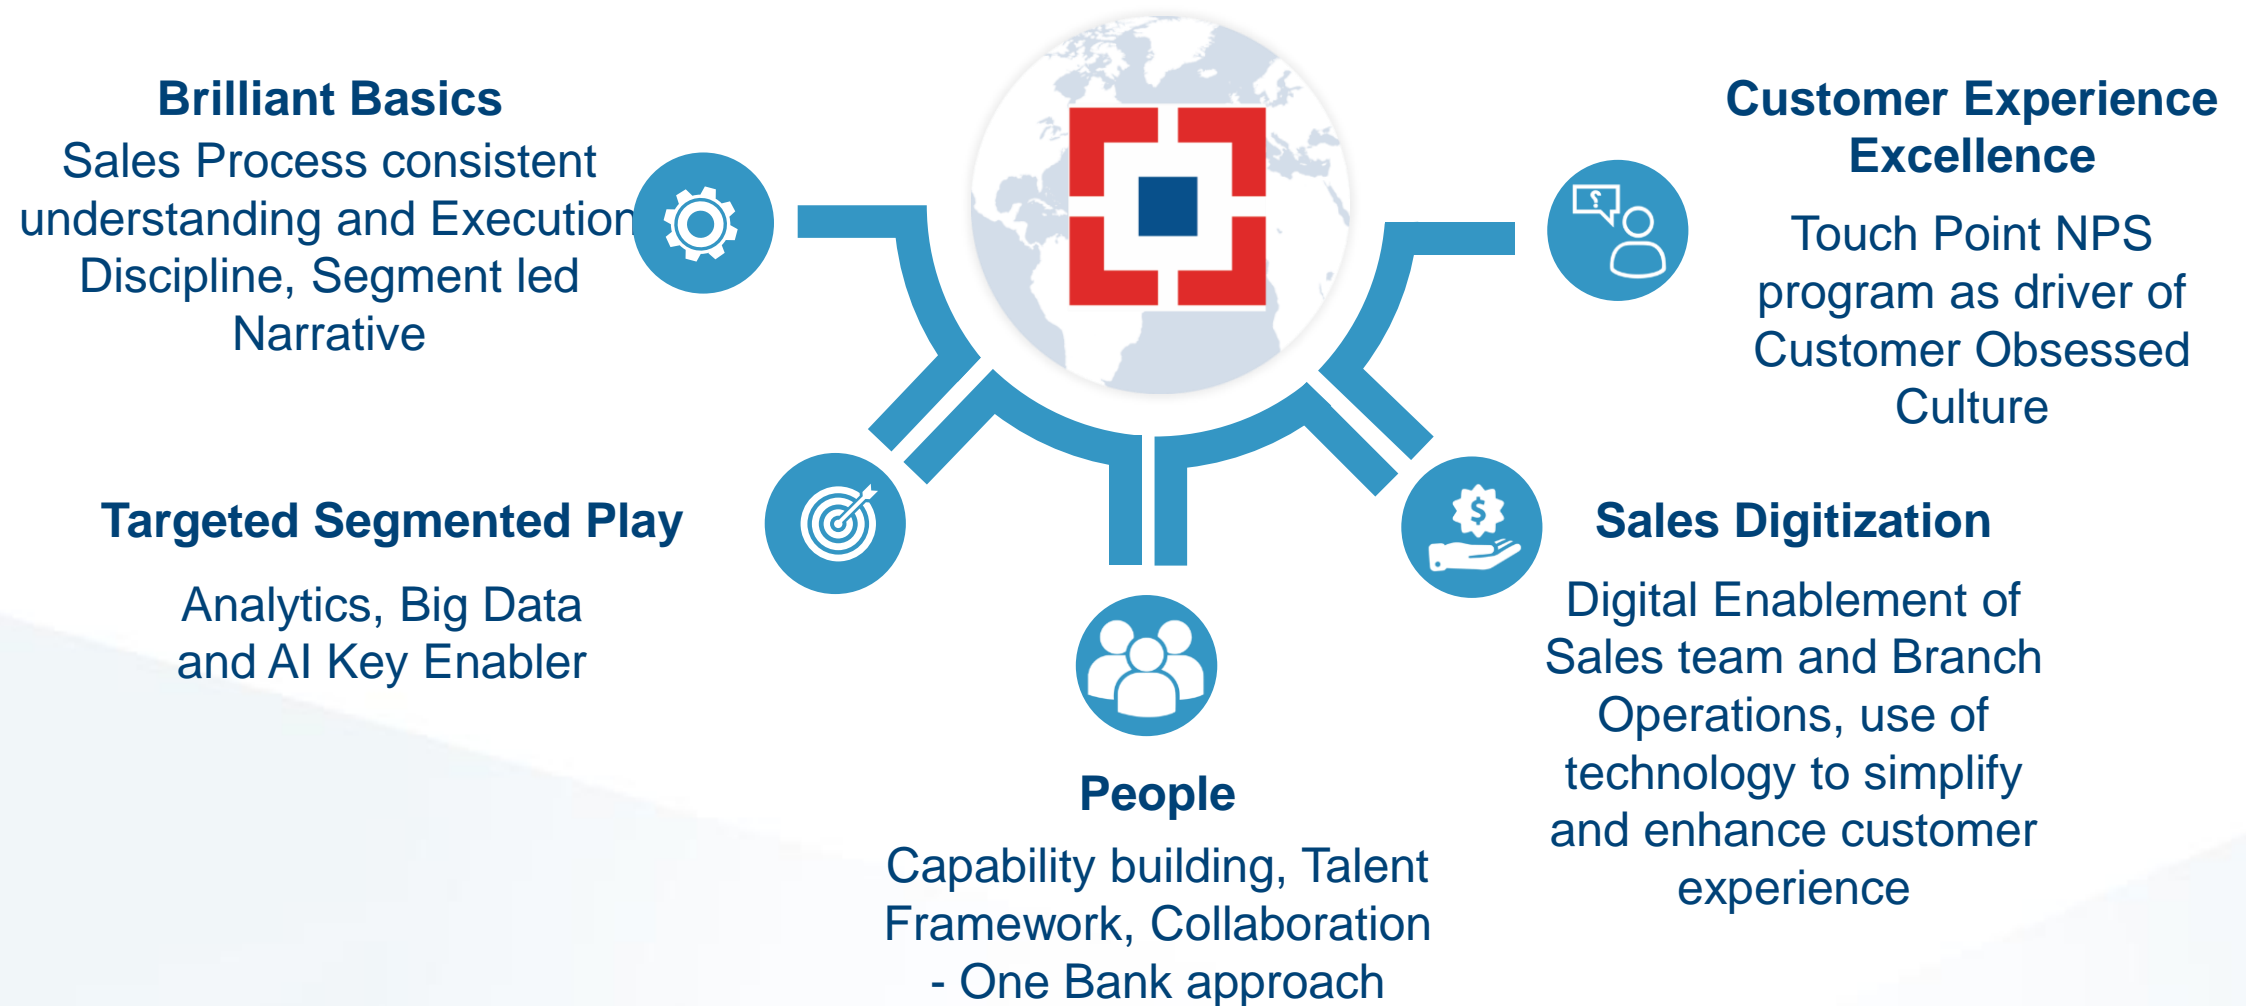 Brilliant Basics
Sales Process consistent
understanding and Execution
Discipline, Segment led
Narrative
Targeted Segmented Play
Analytics, Big Data
and AI Key Enabler
People
Capability building, Talent
Framework, Collaboration
- One Bank approach
Customer Experience
Excellence
Touch Point NPS
program as driver of
Customer Obsessed
Culture
Sales Digitization
Digital Enablement of
Sales team and Branch
Operations, use of
technology to simplify
and enhance customer
experience